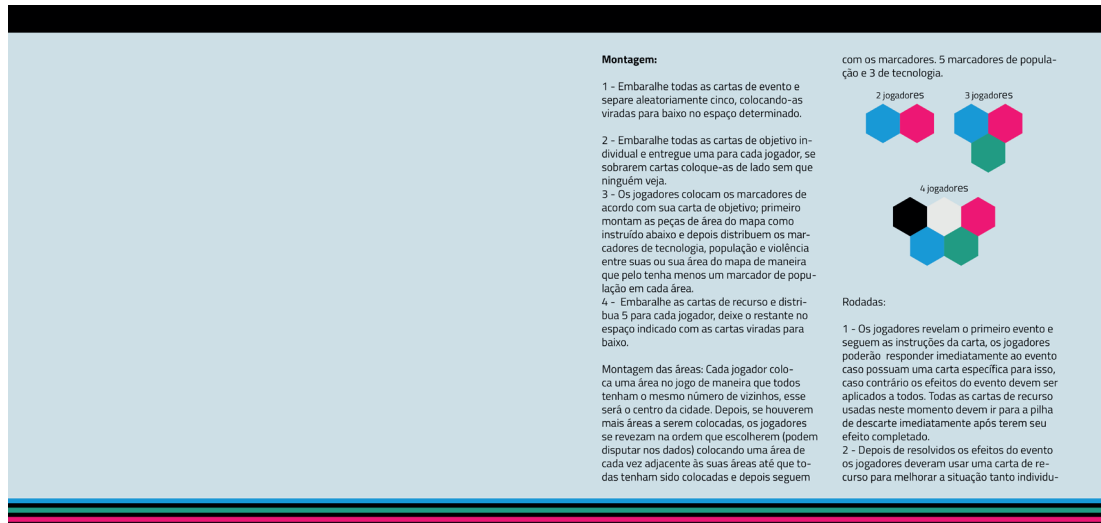 Montagem:
1 - Embaralhe todas as cartas de evento e
separe aleatoriamente cinco, colocando-as
viradas para baixo no espaço determinado.
2 - Embaralhe todas as cartas de objetivo in-
dividual e entregue uma para cada jogador, se
sobrarem cartas coloque-as de lado sem que
ninguém veja.
3 - Os jogadores colocam os marcadores de
acordo com sua carta de objetivo; primeiro
montam as peças de área do mapa como
instruído abaixo e depois distribuem os mar-
cadores de tecnologia, população e violência
entre suas ou sua área do mapa de maneira
que pelo tenha menos um marcador de popu-
lação em cada área.
4 - Embaralhe as cartas de recurso e distri-
bua 5 para cada jogador, deixe o restante no
espaço indicado com as cartas viradas para
baixo.
Montagem das áreas: Cada jogador colo-
ca uma área no jogo de maneira que todos
tenham o mesmo número de vizinhos, esse
será o centro da cidade. Depois, se houverem
mais áreas a serem colocadas, os jogadores
se revezam na ordem que escolherem (podem
disputar nos dados) colocando uma área de
cada vez adjacente às suas áreas até que to-
das tenham sido colocadas e depois seguem
com os marcadores. 5 marcadores de popula-
ção e 3 de tecnologia.
2 jogadores
3 jogadores
4 jogadores
Rodadas:
1 - Os jogadores revelam o primeiro evento e
seguem as instruções da carta, os jogadores
poderão responder imediatamente ao evento
caso possuam uma carta específica para isso,
caso contrário os efeitos do evento devem ser
aplicados a todos. Todas as cartas de recurso
usadas neste momento devem ir para a pilha
de descarte imediatamente após terem seu
efeito completado.
2 - Depois de resolvidos os efeitos do evento
os jogadores deveram usar uma carta de re-
curso para melhorar a situação tanto individu-